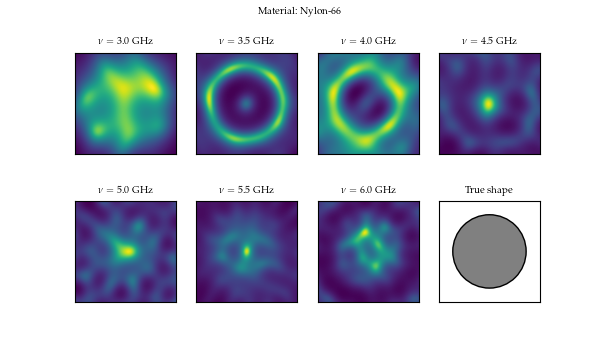 Material: Nylon-66
ν = 3.0 GHz
ν = 3.5 GHz
ν = 4.0 GHz
ν = 4.5 GHz
ν = 5.0 GHz
ν = 5.5 GHz
ν = 6.0 GHz
True shape